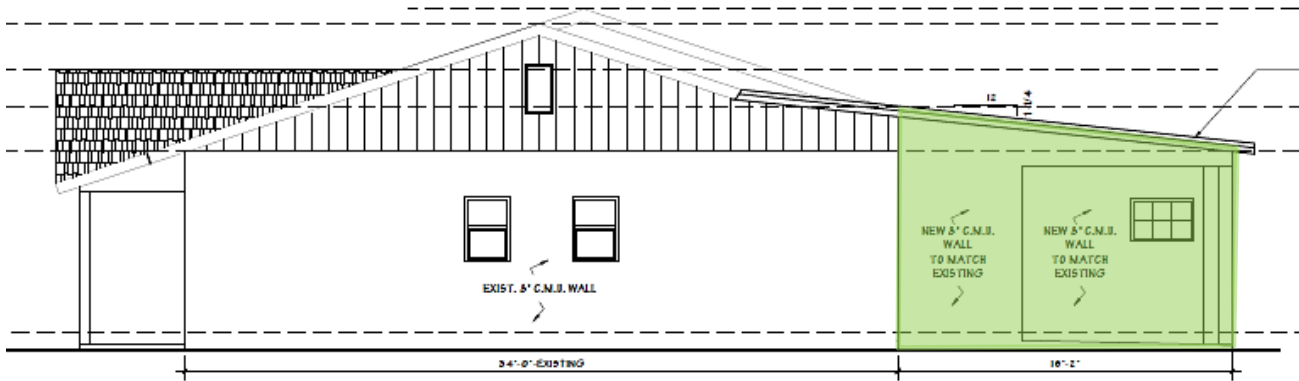 12
NEW 8" C.M.U.
WALL
TO MATCH
EXISTING
NEW 8" C.M.U.
WALL
TO MATCH
EXISTING
EXIST. 8" C.M.U. WALL
34'-0"-EXISTING
16'-2"